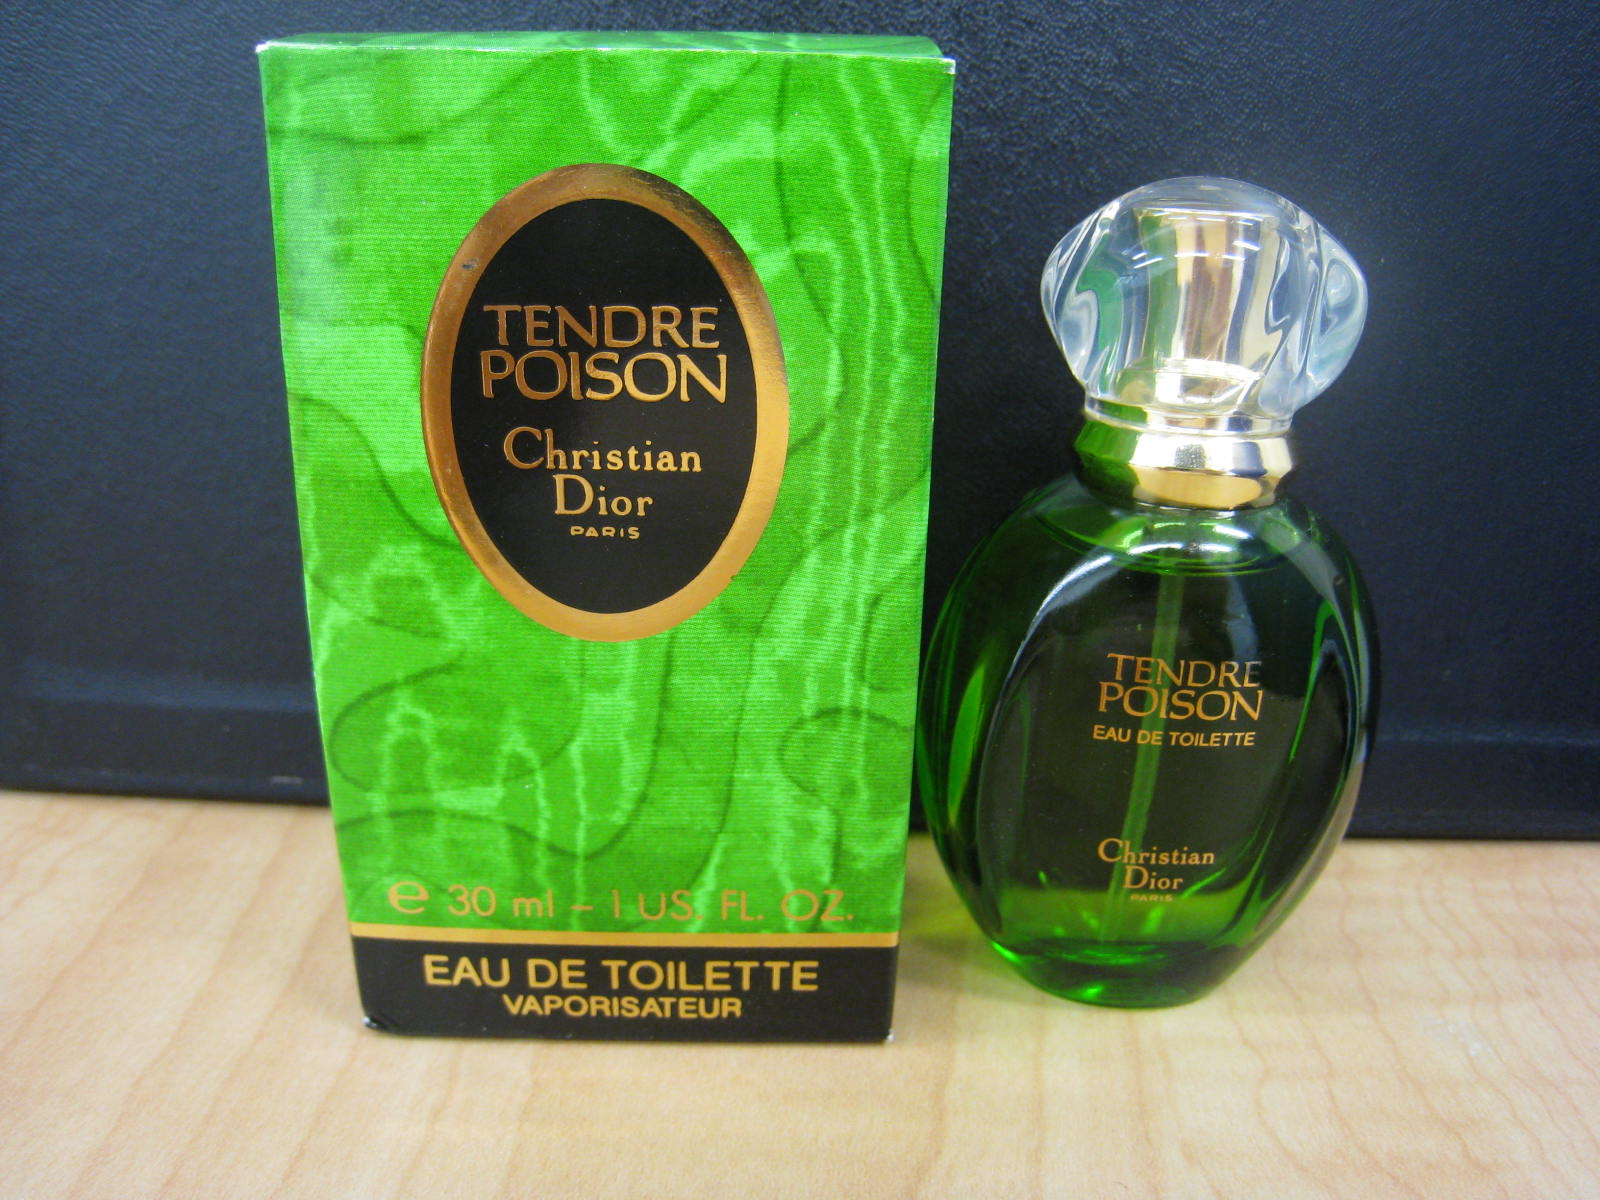 TENDRE
POISON
Christian
Dior
PARIS
e 30 ml - 1 US. FL. OZ.
EAU DE TOILETTE
VAPORISATEUR
TENDRE
POISON
EAU DE TOILETTE
Christian
Dior
PARIS